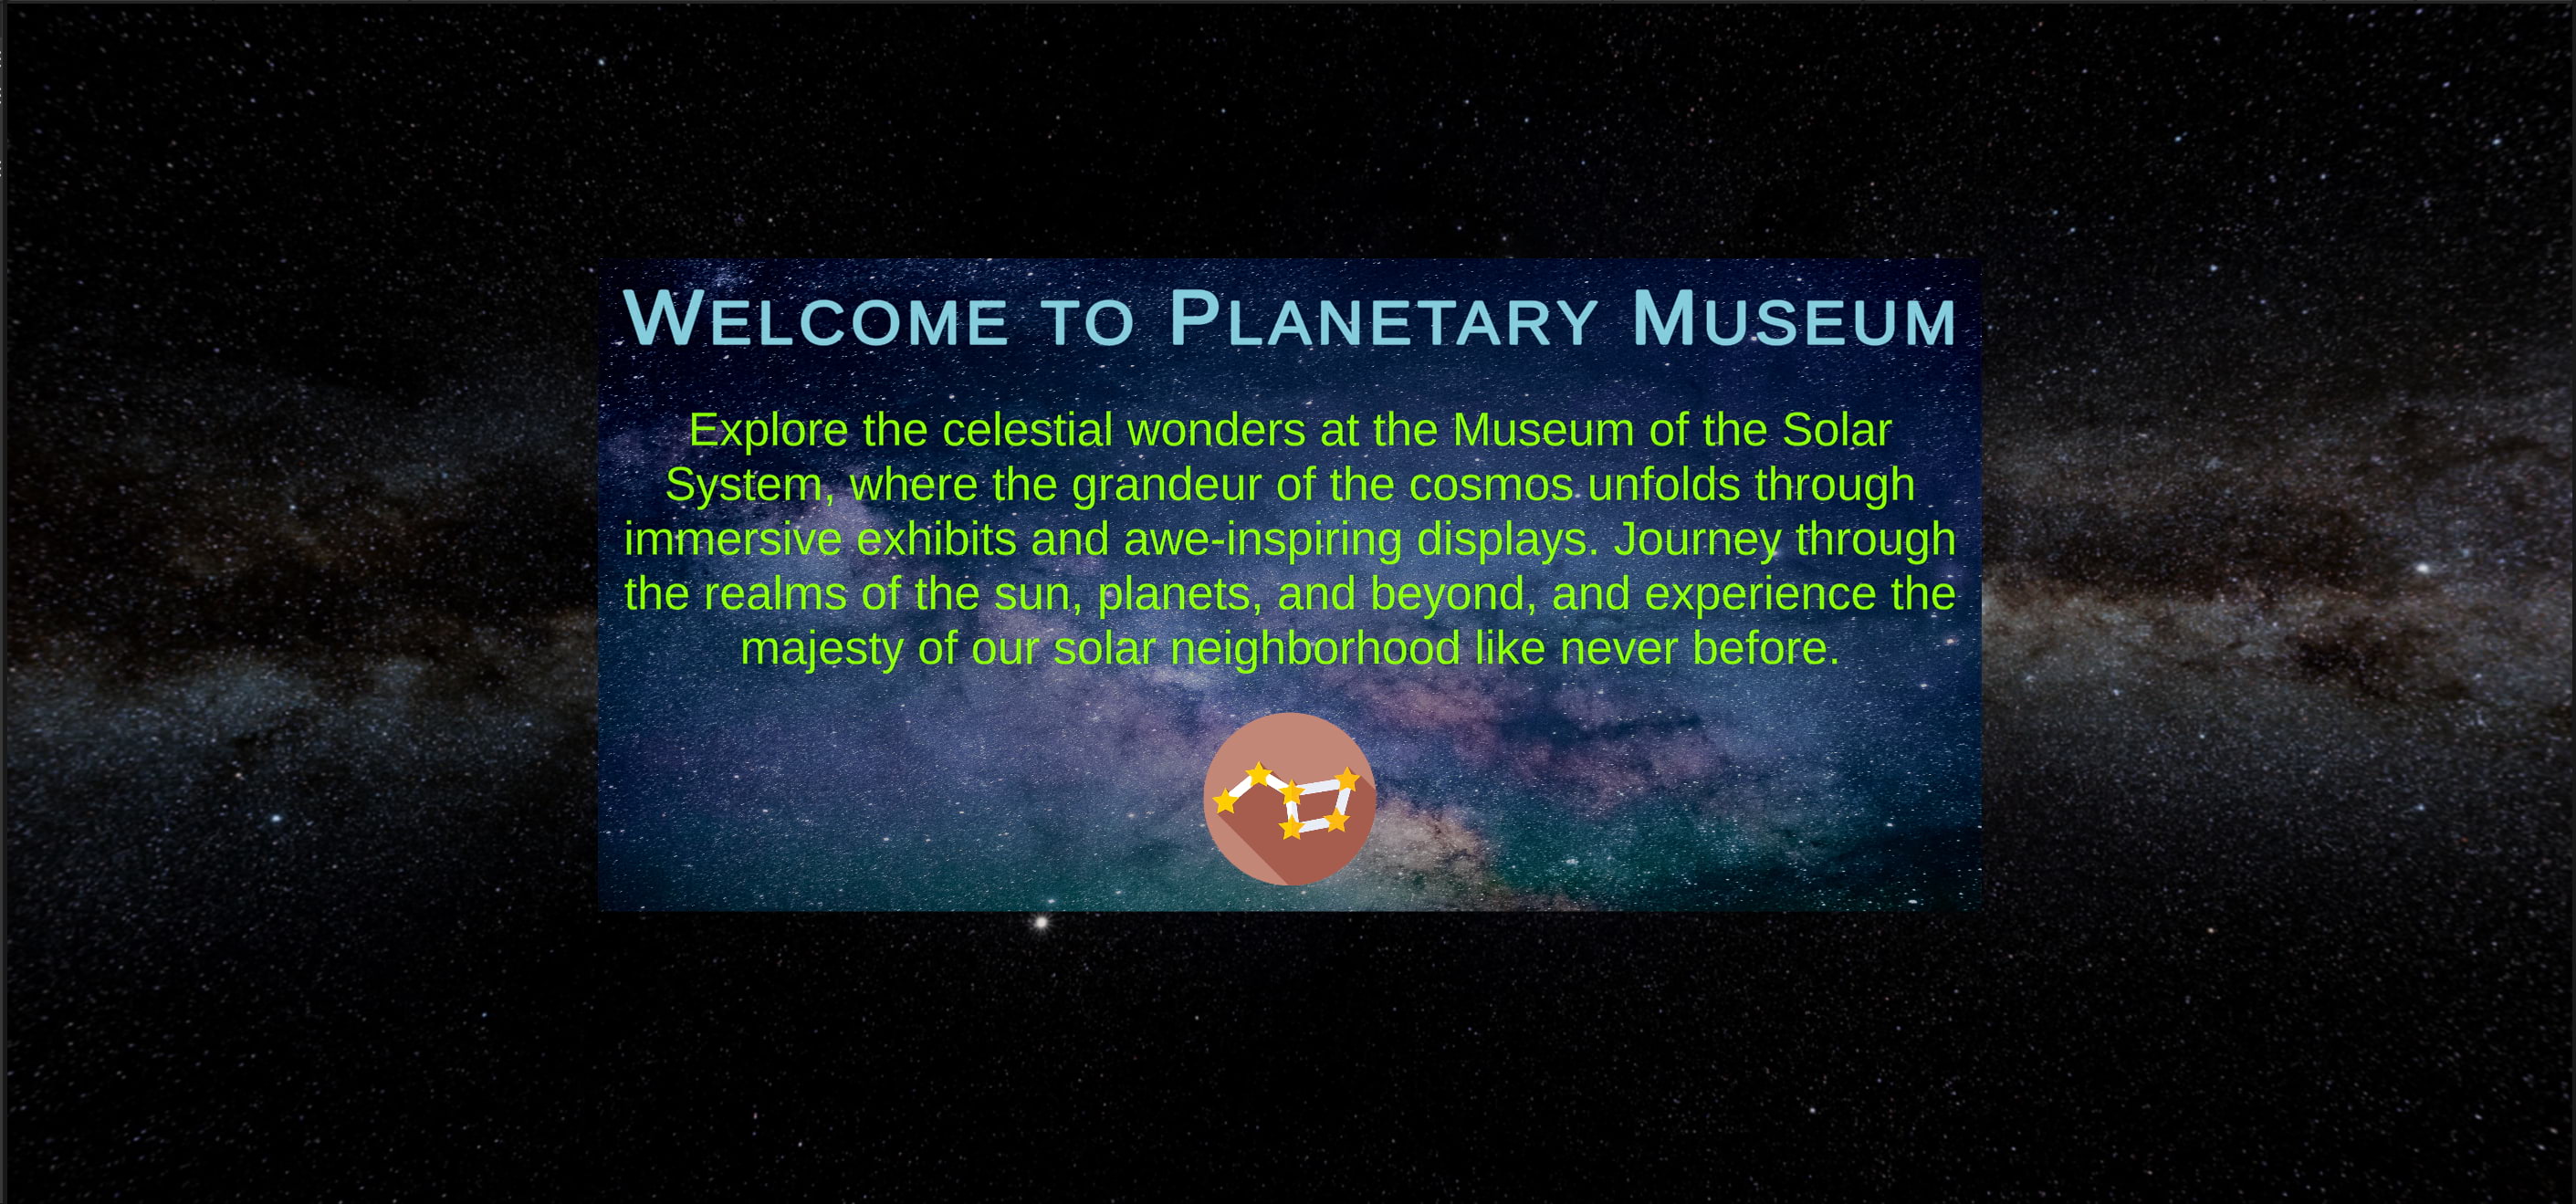 Welcome to Planetary Museum
Explore the celestial wonders at the Museum of the Solar
System, where the grandeur of the cosmos unfolds through
immersive exhibits and awe-inspiring displays. Journey through
the realms of the sun, planets, and beyond, and experience the
majesty of our solar neighborhood like never before.